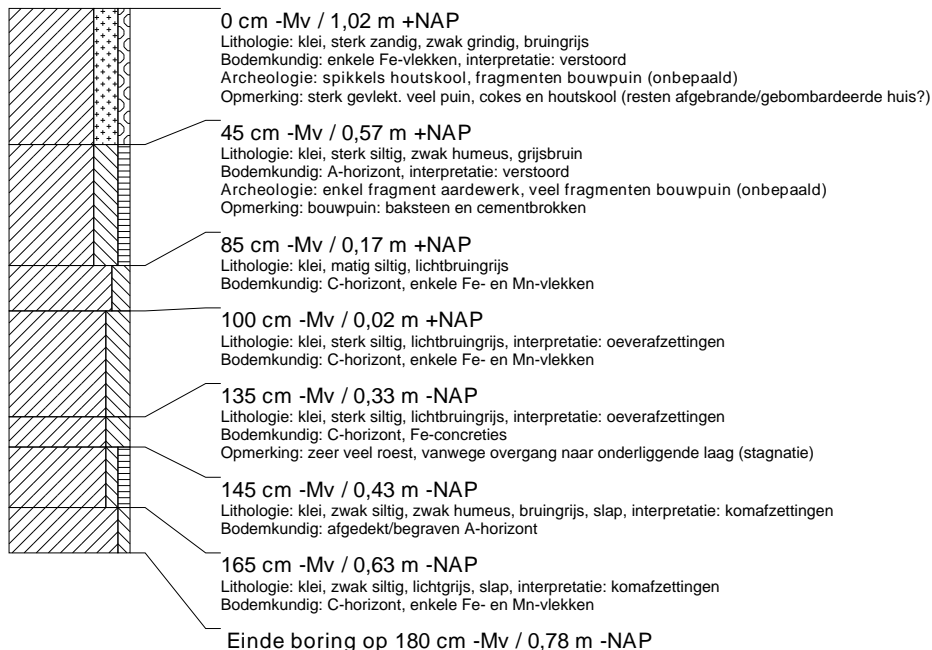 0 cm -Mv / 1,02 m +NAP
Lithologie: klei, sterk zandig, zwak grindig, bruingrijs
Bodemkundig: enkele Fe-vlekken, interpretatie: verstoord
Archeologie: spikkels houtskool, fragmenten bouwpuin (onbepaald)
Opmerking: sterk gevlekt. veel puin, cokes en houtskool (resten afgebrande/gebombardeerde huis?)
45 cm -Mv / 0,57 m +NAP
Lithologie: klei, sterk siltig, zwak humeus, grijsbruin
Bodemkundig: A-horizont, interpretatie: verstoord
Archeologie: enkel fragment aardewerk, veel fragmenten bouwpuin (onbepaald)
Opmerking: bouwpuin: baksteen en cementbrokken
85 cm -Mv / 0,17 m +NAP
Lithologie: klei, matig siltig, lichtbruingrijs
Bodemkundig: C-horizont, enkele Fe- en Mn-vlekken
100 cm -Mv / 0,02 m +NAP
Lithologie: klei, sterk siltig, lichtbruingrijs, interpretatie: oeverafzettingen
Bodemkundig: C-horizont, enkele Fe- en Mn-vlekken
135 cm -Mv / 0,33 m -NAP
Lithologie: klei, sterk siltig, lichtbruingrijs, interpretatie: oeverafzettingen
Bodemkundig: C-horizont, Fe-concreties
Opmerking: zeer veel roest, vanwege overgang naar onderliggende laag (stagnatie)
145 cm -Mv / 0,43 m -NAP
Lithologie: klei, zwak siltig, zwak humeus, bruingrijs, slap, interpretatie: komafzettingen
Bodemkundig: afgedekt/begraven A-horizont
165 cm -Mv / 0,63 m -NAP
Lithologie: klei, zwak siltig, lichtgrijs, slap, interpretatie: komafzettingen
Bodemkundig: C-horizont, enkele Fe- en Mn-vlekken
Einde boring op 180 cm -Mv / 0,78 m -NAP